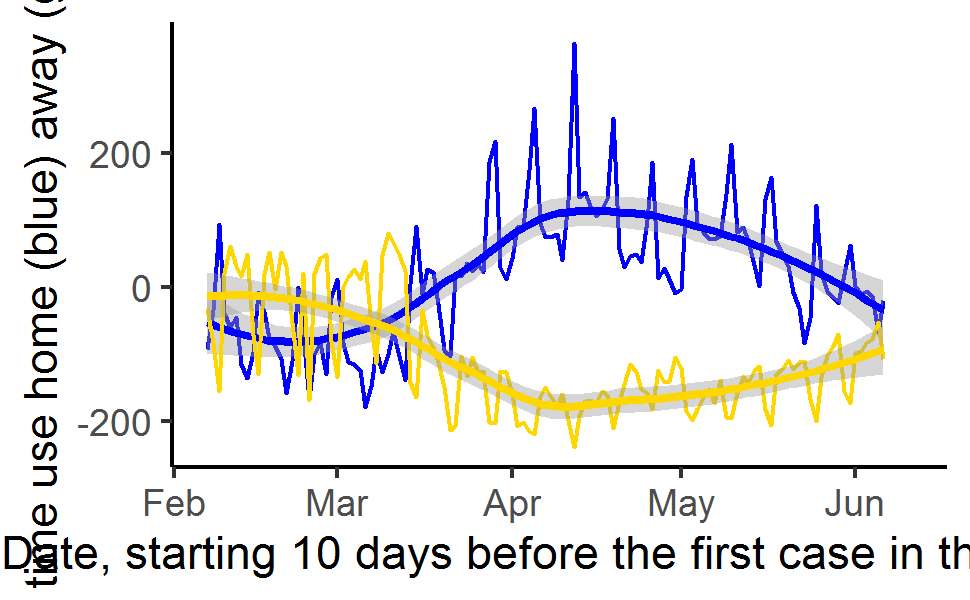 time use home (blue) away (
200
0
-200
Feb Mar Apr May Jun
Date, starting 10 days before the first case in th